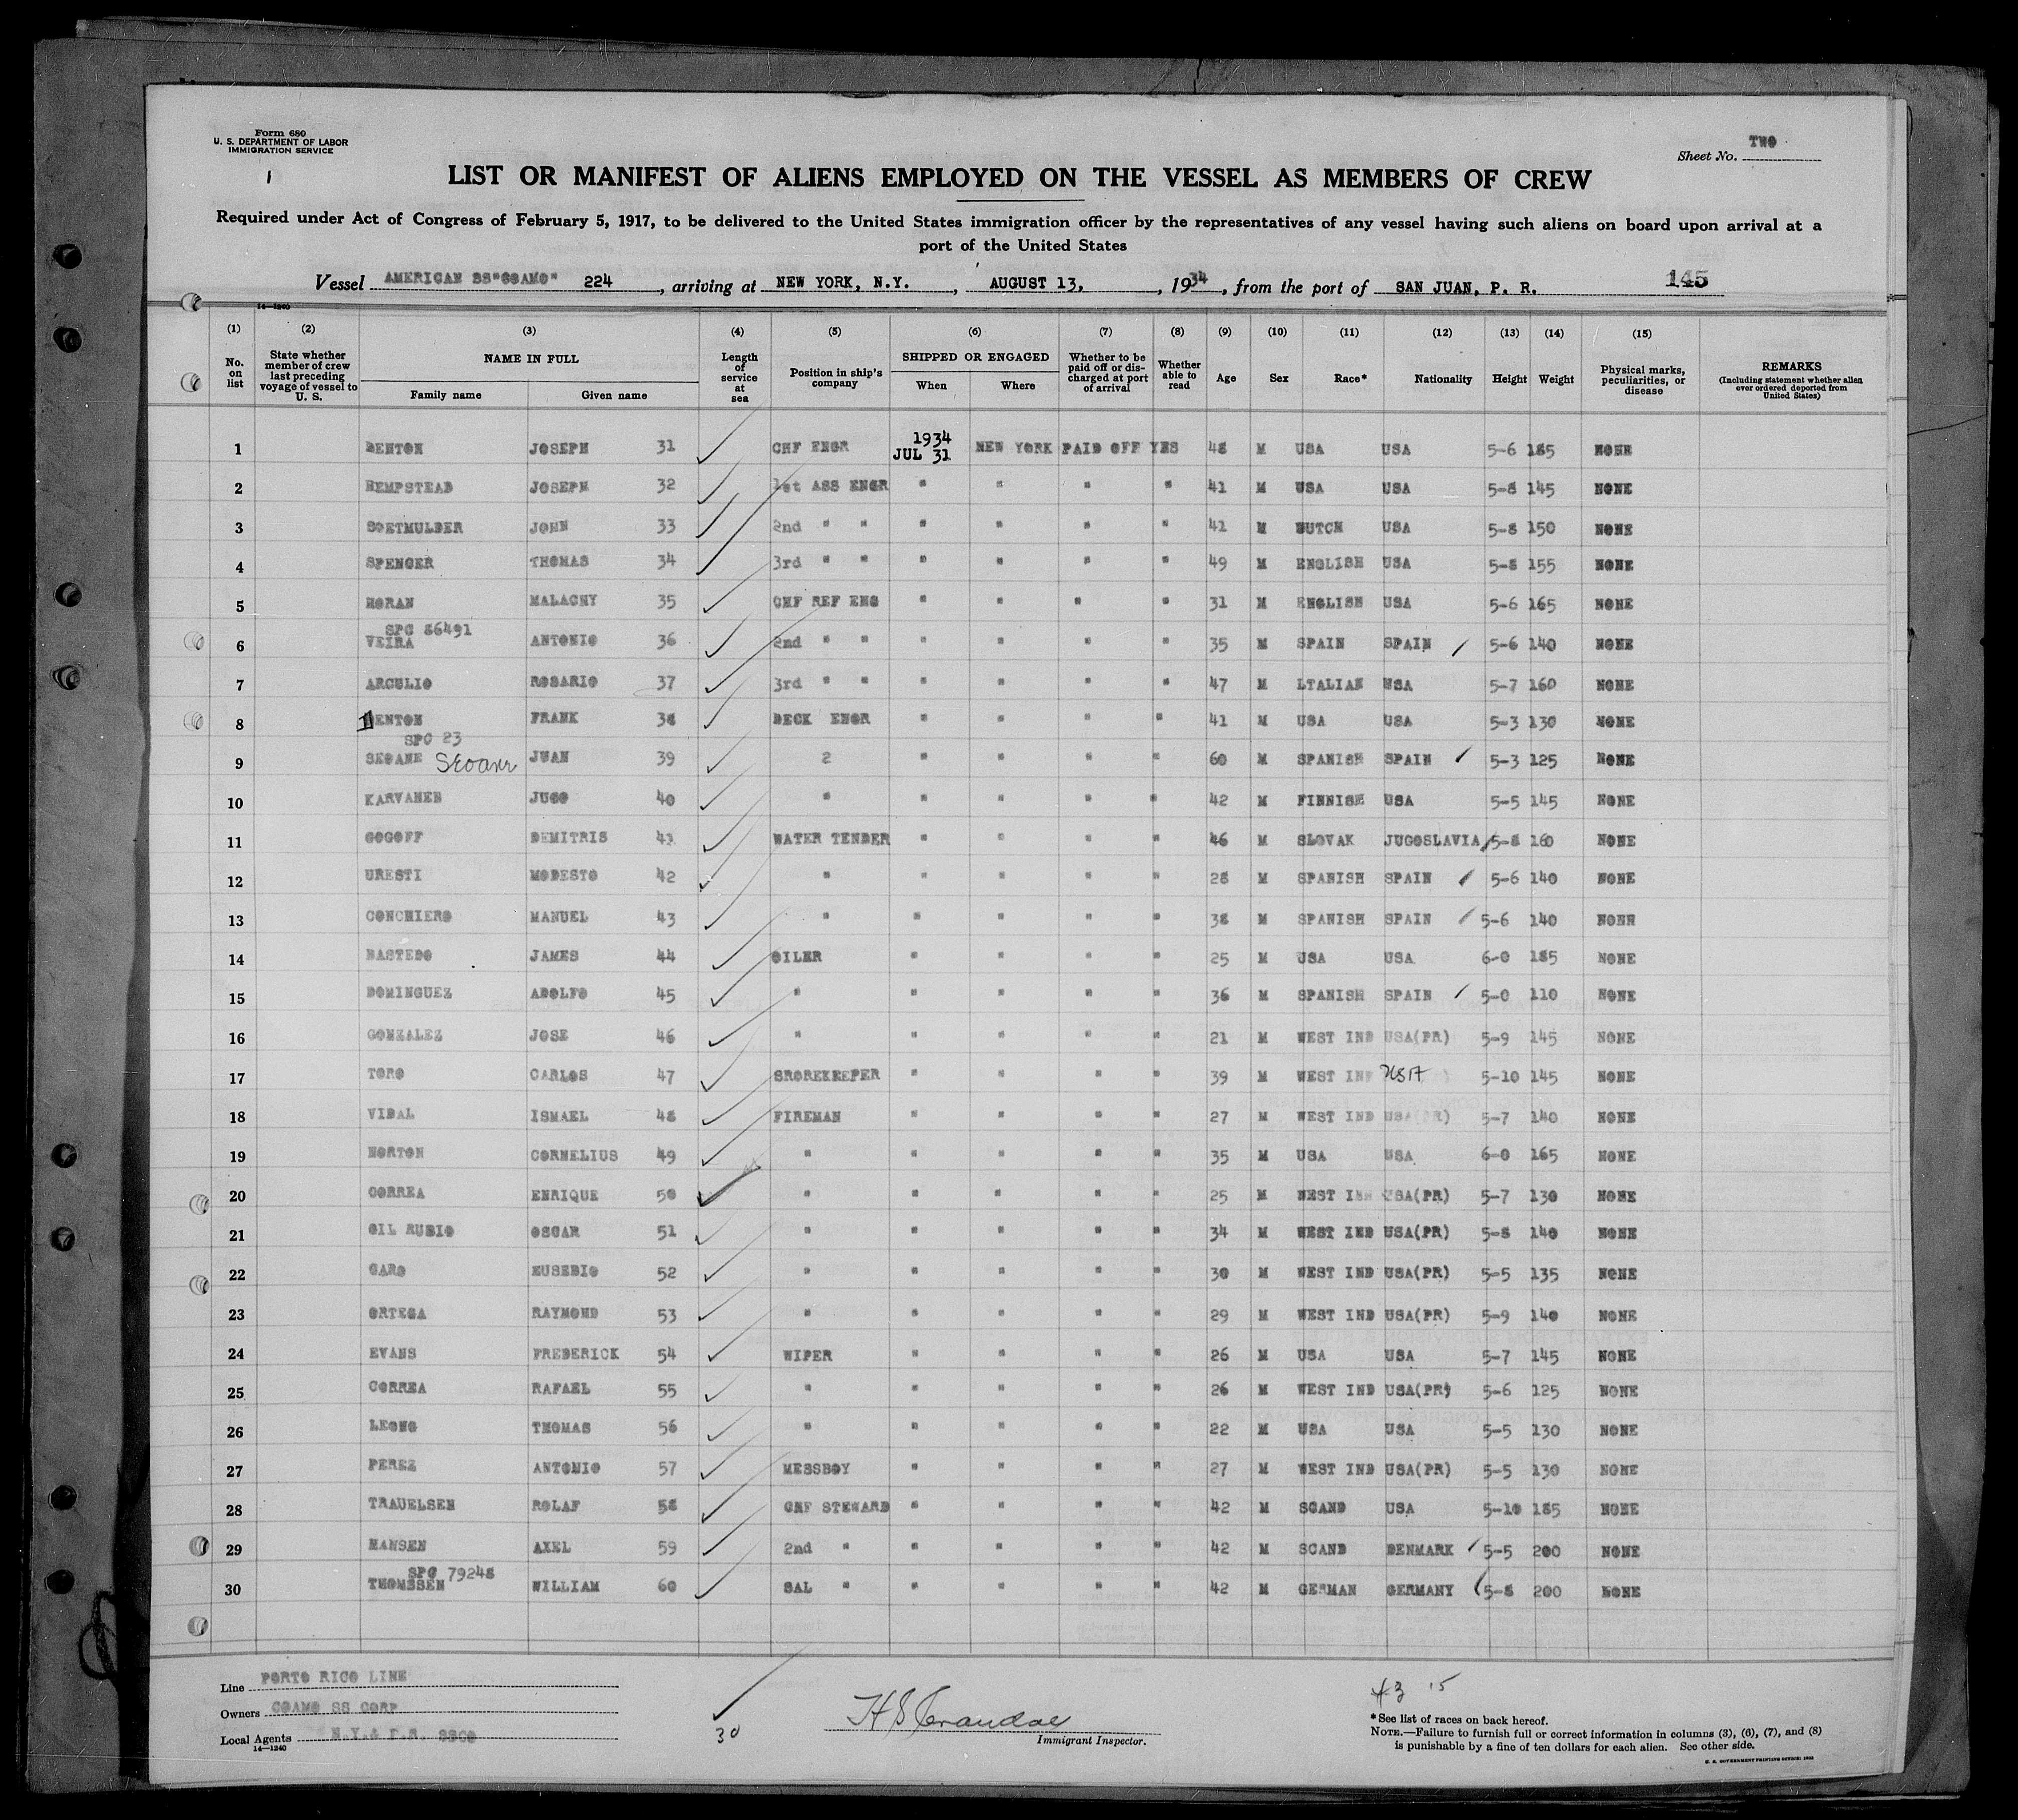 Form 680
U. S. DEPARTMENT OF LABOR
IMMIGRATION SERVICE
1
Sheet No. TWO
LIST OR MANIFEST OF ALIENS EMPLOYED ON THE VESSEL AS MEMBERS OF CREW
Required under Act of Congress of February 5, 1917, to be delivered to the United States immigration officer by the representatives of any vessel having such aliens on board upon arrival at a
port of the United States
Vessel AMERICAN SS"COAMO" 224, arriving at NEW YORK, N.Y., AUGUST 13, 1934, from the port of SAN JUAN, P. R. 145
14—1240
(1) (2) (3) (4) (5) (6) (7) (8) (9) (10) (11) (12) (13) (14) (15)
No. on list State whether member of crew last preceding voyage of vessel to U. S. NAME IN FULL Family name Given name Length of service at sea Position in ship's company SHIPPED OR ENGAGED When Where Whether to be paid off or discharged at port of arrival Whether able to read Age Sex Race* Nationality Height Weight Physical marks, peculiarities, or disease REMARKS (Including statement whether alien ever ordered deported from United States)
1 DENTON JOSEPH 31 CHF ENGR 1934 JUL 31 NEW YORK PAID OFF YES 48 M USA USA 5-6 185 NONE
2 HEMPSTEAD JOSEPH 32 1st ASS ENGR " " " " 41 M USA USA 5-8 145 NONE
3 SOETMULDER JOHN 33 2nd " " " " " " 41 M DUTCH USA 5-8 150 NONE
4 SPENCER THOMAS 34 3rd " " " " " " 49 M ENGLISH USA 5-8 155 NONE
5 HORAN MALACHY 35 CHF REF ENG " " " " 31 M ENGLISH USA 5-6 165 NONE
SPC 86491
6 VEIRA ANTONIO 36 2nd " " " " " " 35 M SPAIN SPAIN 5-6 140 NONE
7 ARCULIO ROSARIO 37 3rd " " " " " " 47 M LTALIAN USA 5-7 160 NONE
8 DENTON FRANK 38 DECK ENGR " " " " 41 M USA USA 5-3 130 NONE
SPC 23
9 SEOANE Seoane JUAN 39 2 " " " " 60 M SPANISH SPAIN 5-3 125 NONE
10 KARVANEN JUGO 40 " " " " " 42 M FINNISH USA 5-5 145 NONE
11 GOGOFF DEMITRIS 41 WATER TENDER " " " " 46 M SLOVAK JUGOSLAVIA 5-8 160 NONE
12 URESTI MODESTO 42 " " " " " 28 M SPANISH SPAIN 5-6 140 NONE
13 CONCHIERO MANUEL 43 " " " " " 38 M SPANISH SPAIN 5-6 140 NONE
14 BASTEDO JAMES 44 OILER " " " " 25 M USA USA 6-0 185 NONE
15 DOMINGUEZ ADOLFO 45 " " " " " 36 M SPANISH SPAIN 5-0 110 NONE
16 GONZALEZ JOSE 46 " " " " " 21 M WEST IND USA(PR) 5-9 145 NONE
17 TORO CARLOS 47 SROREKEEPER " " " " 39 M WEST IND USA 5-10 145 NONE
18 VIDAL ISMAEL 48 FIREMAN " " " " 27 M WEST IND USA(PR) 5-7 140 NONE
19 NORTON CORNELIUS 49 " " " " " 35 M USA USA 6-0 165 NONE
20 CORREA ENRIQUE 50 " " " " " 25 M WEST IND USA(PR) 5-7 130 NONE
21 GIL RUBIO OSCAR 51 " " " " " 34 M WEST IND USA(PR) 5-8 140 NONE
22 CARO EUSEBIO 52 " " " " " 30 M WEST IND USA(PR) 5-5 135 NONE
23 ORTEGA RAYMOND 53 " " " " " 29 M WEST IND USA(PR) 5-9 140 NONE
24 EVANS FREDERICK 54 WIPER " " " " 26 M USA USA 5-7 145 NONE
25 CORREA RAFAEL 55 " " " " " 26 M WEST IND USA(PR) 5-6 125 NONE
26 LEONG THOMAS 56 " " " " " 22 M USA USA 5-5 130 NONE
27 PEREZ ANTONIO 57 MESSBOY " " " " 27 M WEST IND USA(PR) 5-5 130 NONE
28 TRAUELSEN ROLAF 58 CHF STEWARD " " " " 42 M SCAND USA 5-10 185 NONE
29 HANSEN AXEL 59 2nd " " " " " 42 M SCAND DENMARK 5-5 200 NONE
SPC 79248
30 THOMSSEN WILLIAM 60 SAL " " " " " 42 M GERMAN GERMANY 5-8 200 NONE
Line PORTO RICO LINE
Owners COAMO SS CORP
Local Agents N.Y.& P.R. SSCO
14—1240
30
H S Crandall
Immigrant Inspector.
*See list of races on back hereof.
NOTE.—Failure to furnish full or correct information in columns (3), (6), (7), and (8)
is punishable by a fine of ten dollars for each alien. See other side.